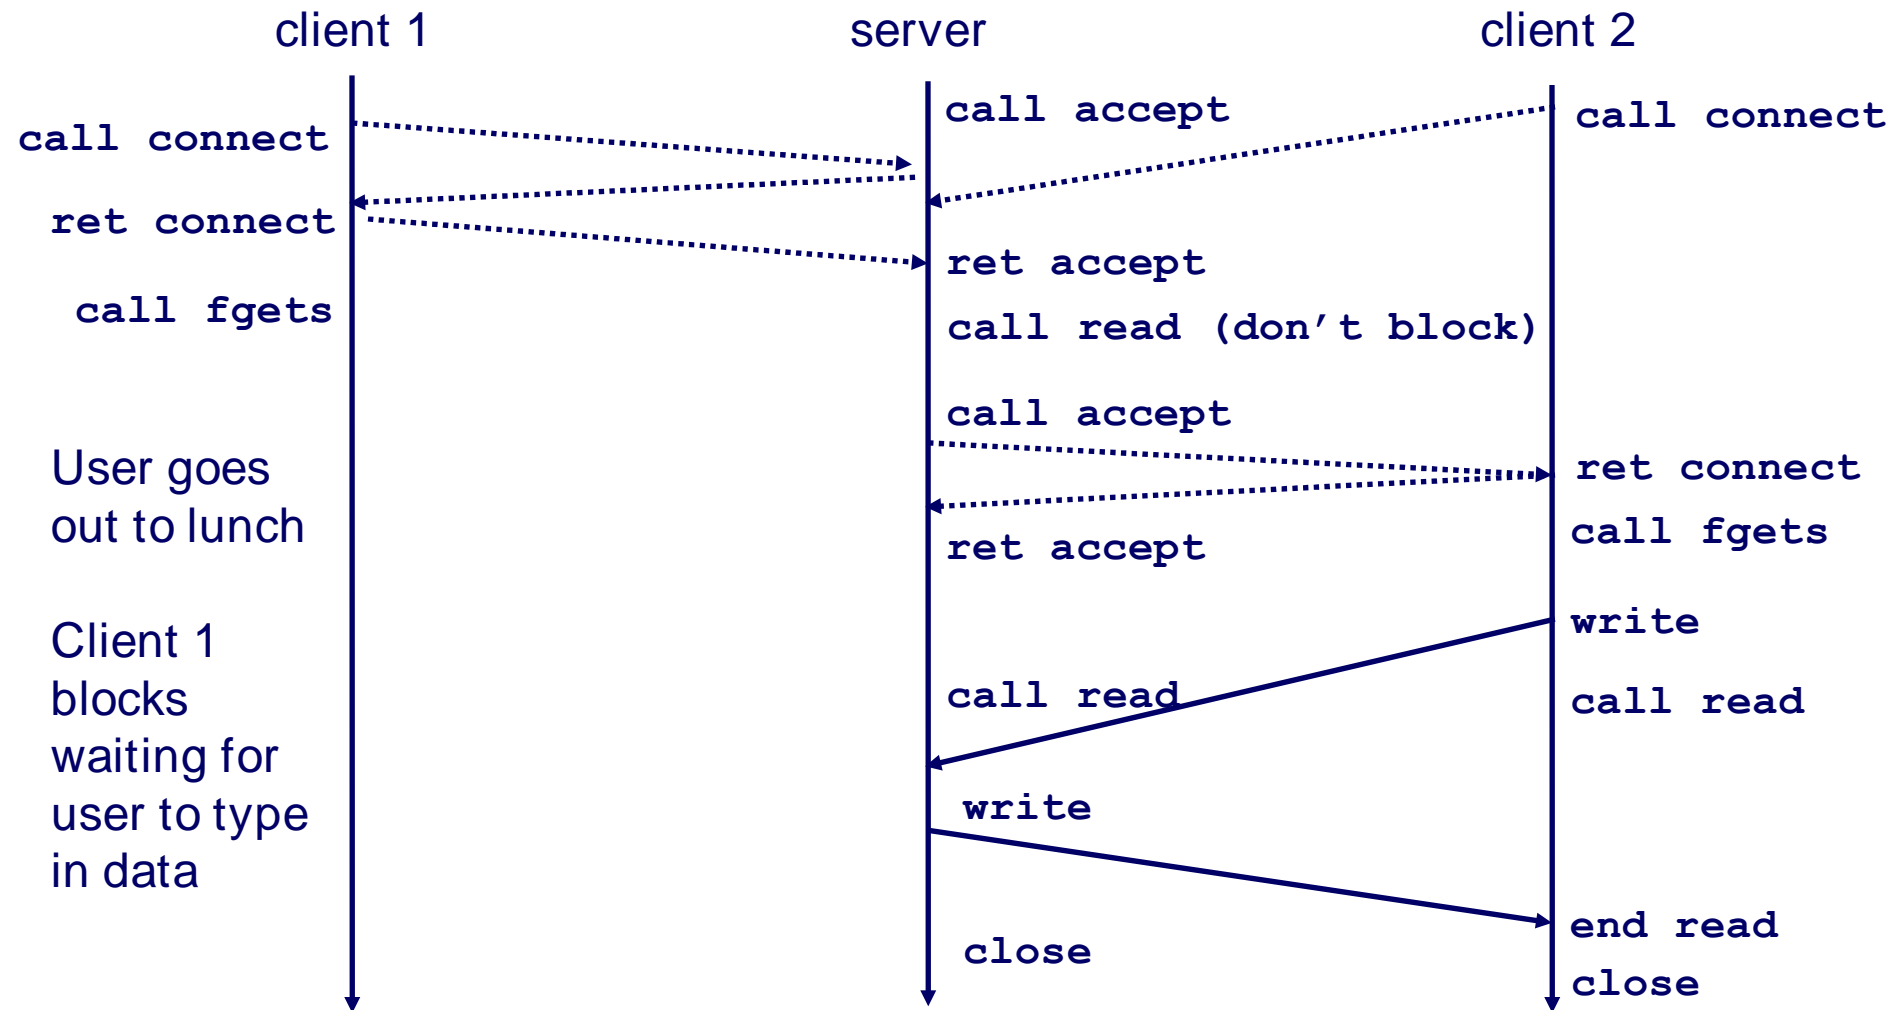 client 1
server
client 2
call connect
ret connect
call fgets
User goes
out to lunch
Client 1
blocks
waiting for
user to type
in data
call accept
ret accept
call read (don’t block)
call accept
ret accept
call read
write
close
call connect
ret connect
call fgets
write
call read
end read
close